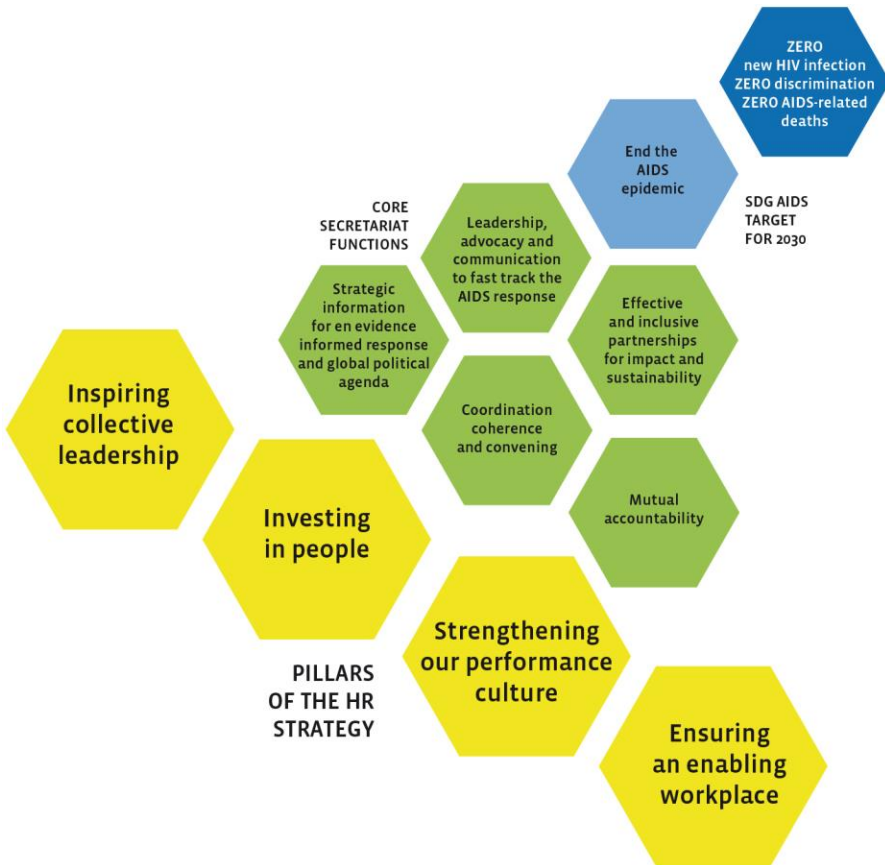 ZERO
new HIV infection
ZERO discrimination
ZERO AIDS-related
deaths
End the
AIDS
epidemic
SDG AIDS
TARGET
FOR 2030
CORE
SECRETARIAT
FUNCTIONS
Leadership,
advocacy and
communication
to fast track the
AIDS response
Strategic
information
for en evidence
informed response
and global political
agenda
Effective
and inclusive
partnerships
for impact and
sustainability
Coordination
coherence
and convening
Mutual
accountability
Inspiring
collective
leadership
Investing
in people
Strengthening
our performance
culture
Ensuring
an enabling
workplace
PILLARS
OF THE HR
STRATEGY